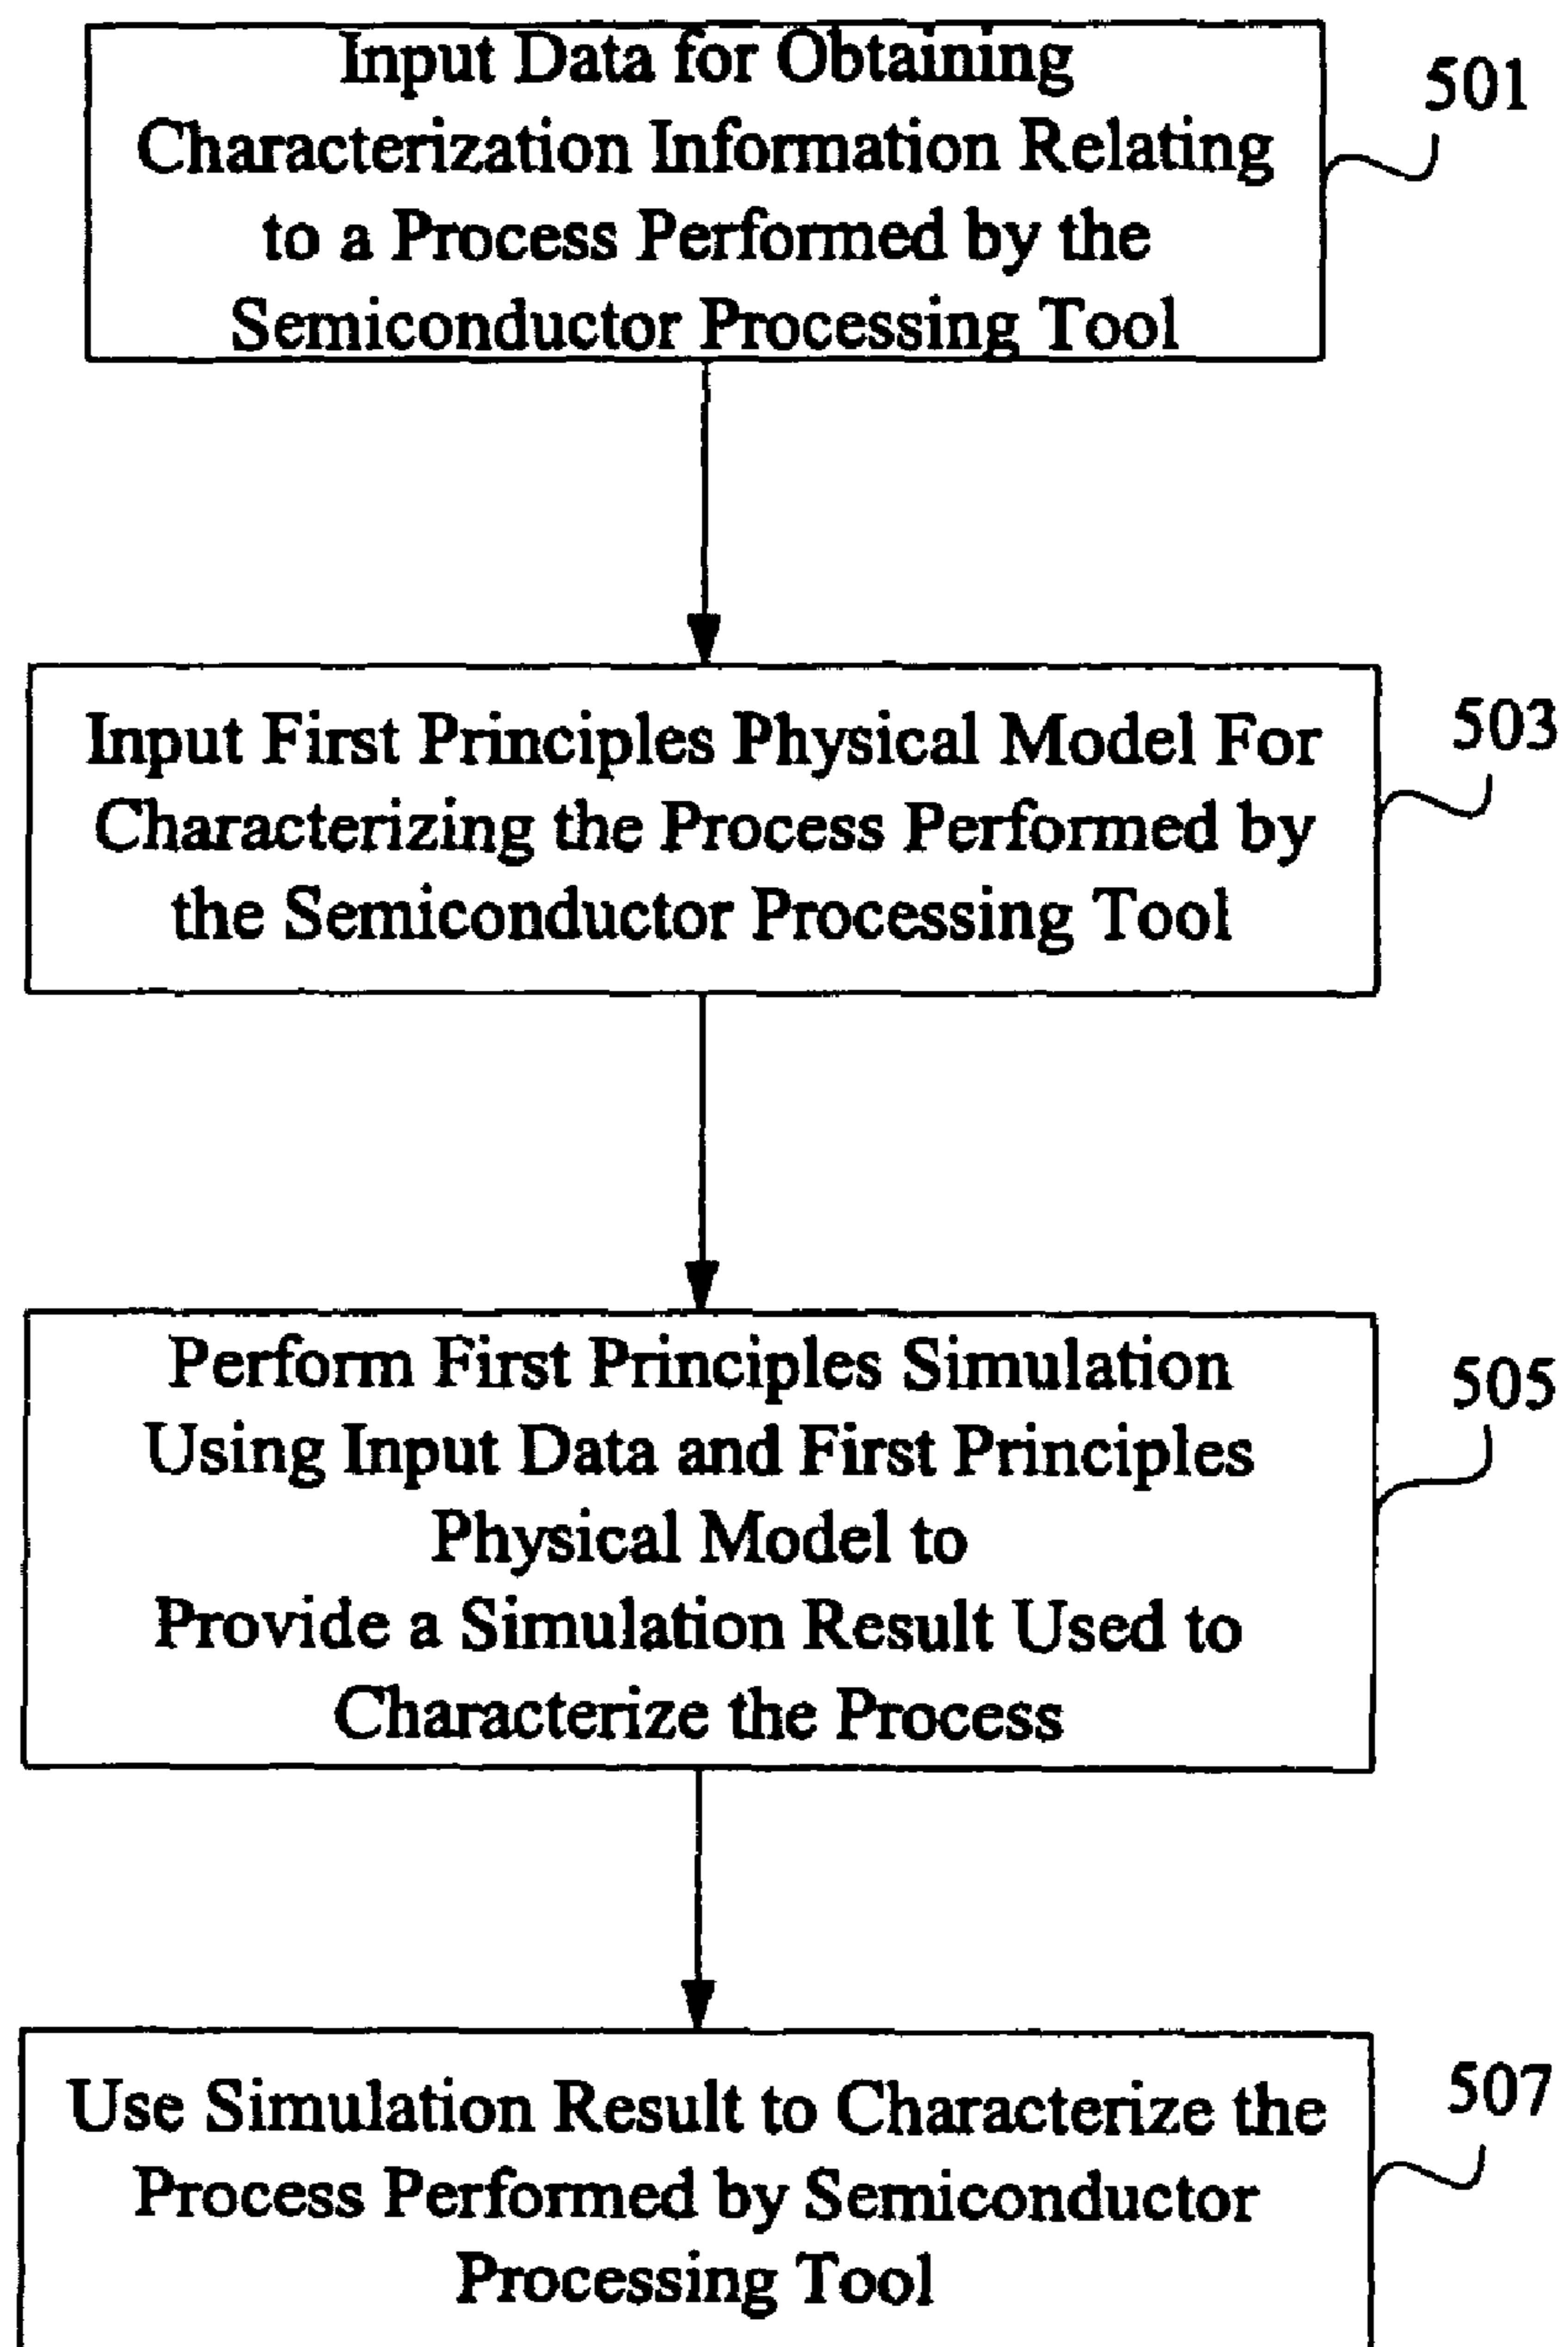 Input Data for Obtaining
Characterization Information Relating
to a Process Performed by the
Semiconductor Processing Tool
501
Input First Principles Physical Model For
Characterizing the Process Performed by
the Semiconductor Processing Tool
503
Perform First Principles Simulation
Using Input Data and First Principles
Physical Model to
Provide a Simulation Result Used to
Characterize the Process
505
Use Simulation Result to Characterize the
Process Performed by Semiconductor
Processing Tool
507